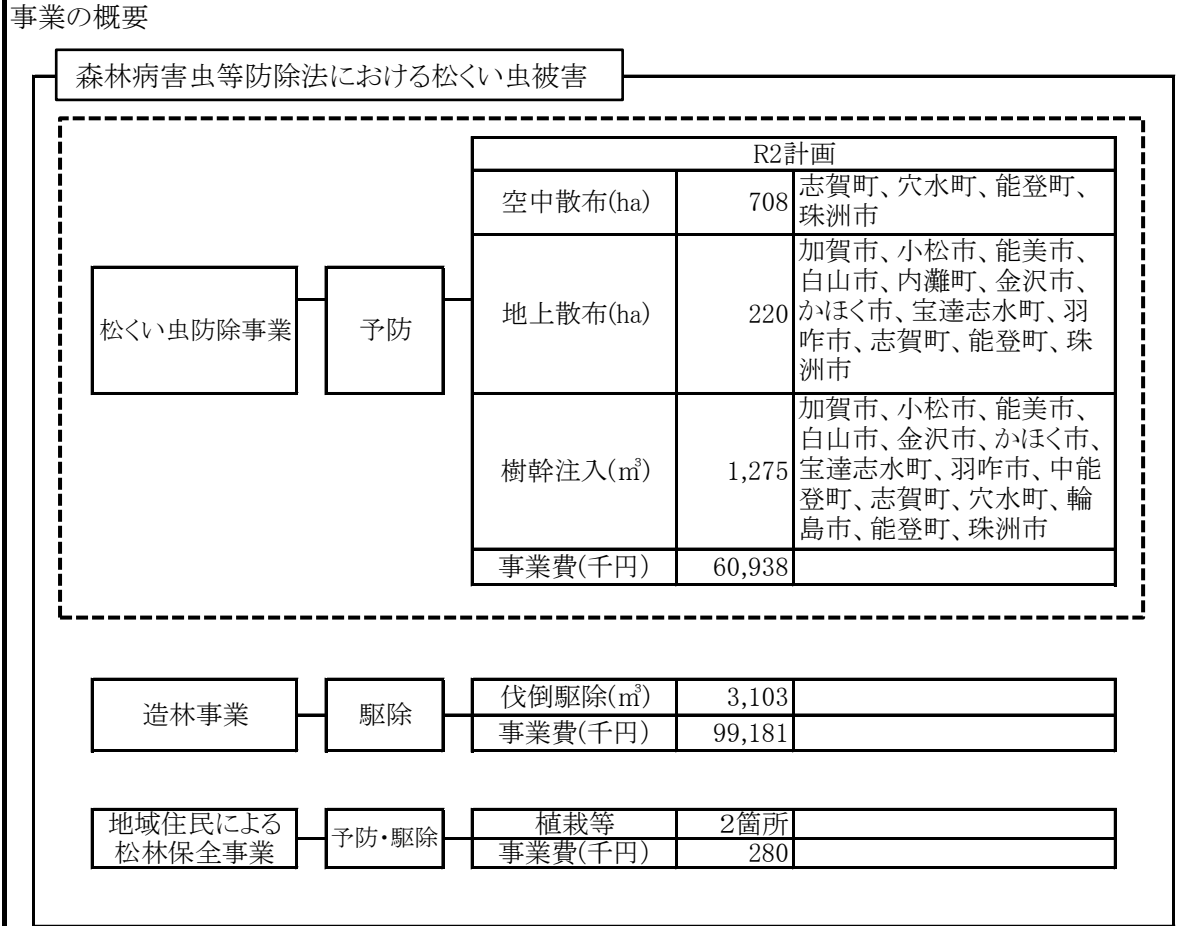 事業の概要
森林病害虫等防除法における松くい虫被害
R2計画
松くい虫防除事業
予防
空中散布(ha)
708
志賀町、穴水町、能登町、
珠洲市
地上散布(ha)
220
加賀市、小松市、能美市、
白山市、内灘町、金沢市、
かほく市、宝達志水町、羽
咋市、志賀町、能登町、珠
洲市
樹幹注入(㎥)
1,275
加賀市、小松市、能美市、
白山市、金沢市、かほく市、
宝達志水町、羽咋市、中能
登町、志賀町、穴水町、輪
島市、能登町、珠洲市
事業費(千円)
60,938
造林事業
駆除
伐倒駆除(㎥)
3,103
事業費(千円)
99,181
地域住民による
松林保全事業
予防・駆除
植栽等
2箇所
事業費(千円)
280